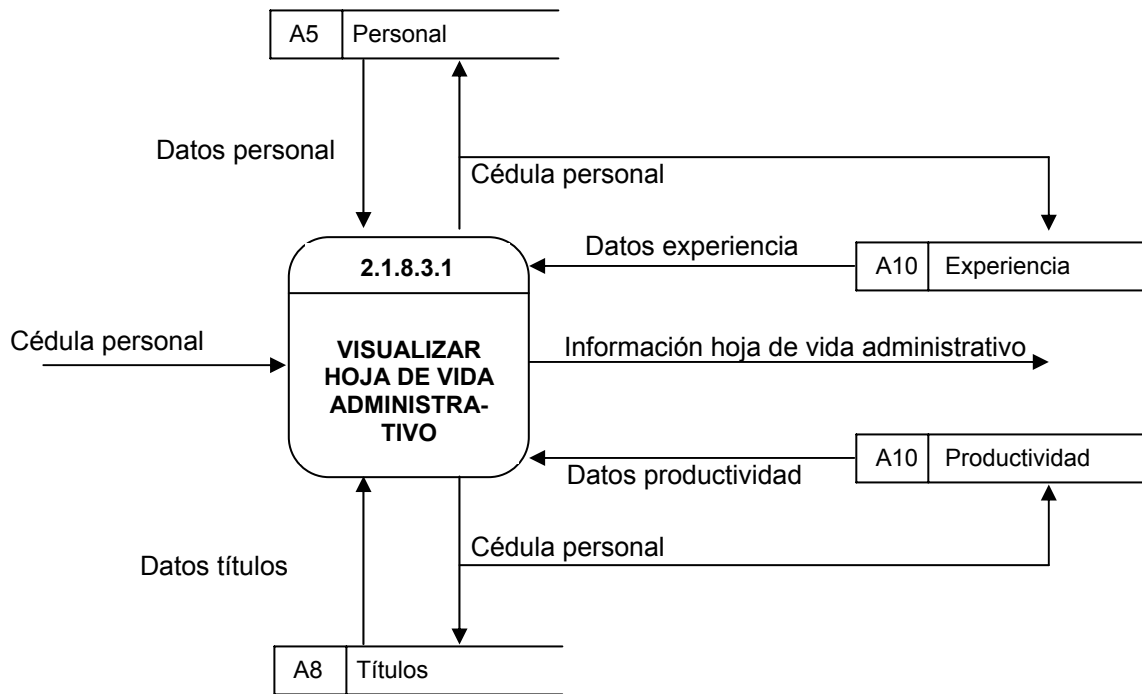 A5 Personal
Datos personal
Cédula personal
Datos experiencia
A10 Experiencia
2.1.8.3.1
Cédula personal
VISUALIZAR
HOJA DE VIDA
ADMINISTRA-
TIVO
Información hoja de vida administrativo
A10 Productividad
Datos productividad
Cédula personal
Datos títulos
A8 Títulos